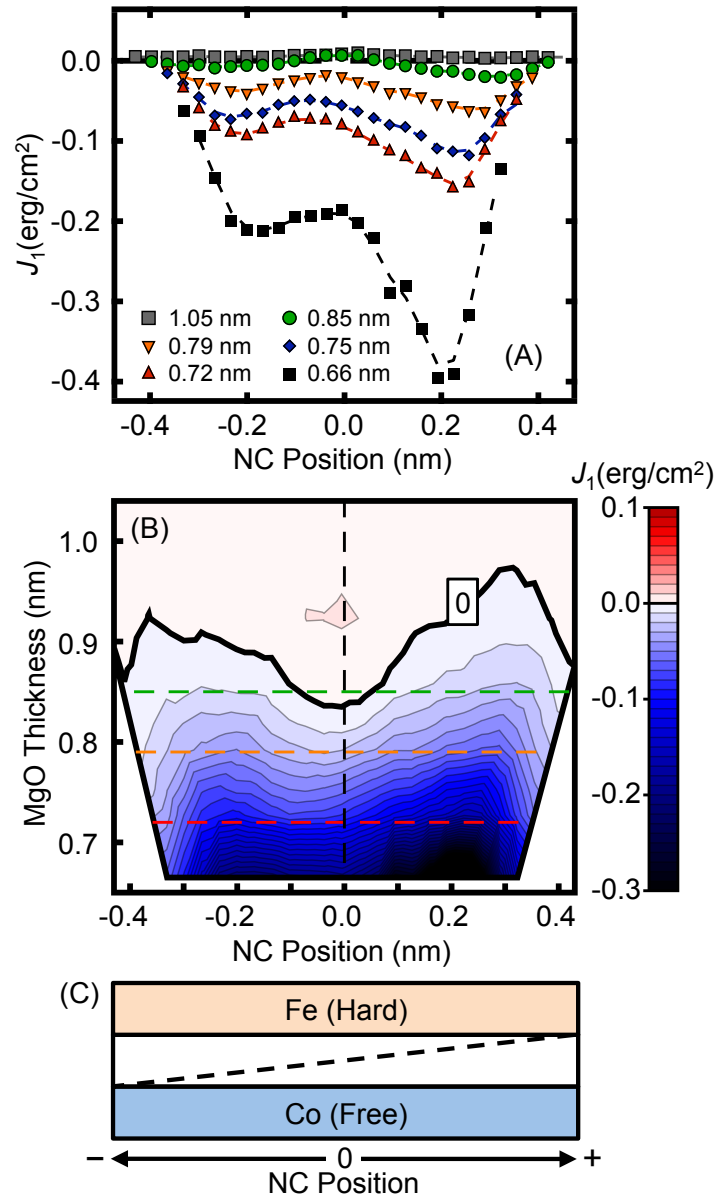 0.0
-0.1
-0.2
-0.3
-0.4
J1(erg/cm2)
1.05 nm 0.85 nm
0.79 nm 0.75 nm
0.72 nm 0.66 nm
(A)
-0.4 -0.2 0.0 0.2 0.4
NC Position (nm)
J1(erg/cm2)
(B)
0
1.0
0.9
0.8
0.7
MgO Thickness (nm)
0.1
0.0
-0.1
-0.2
-0.3
-0.4 -0.2 0.0 0.2 0.4
NC Position (nm)
(C)
Fe (Hard)
Co (Free)
− 0 +
NC Position